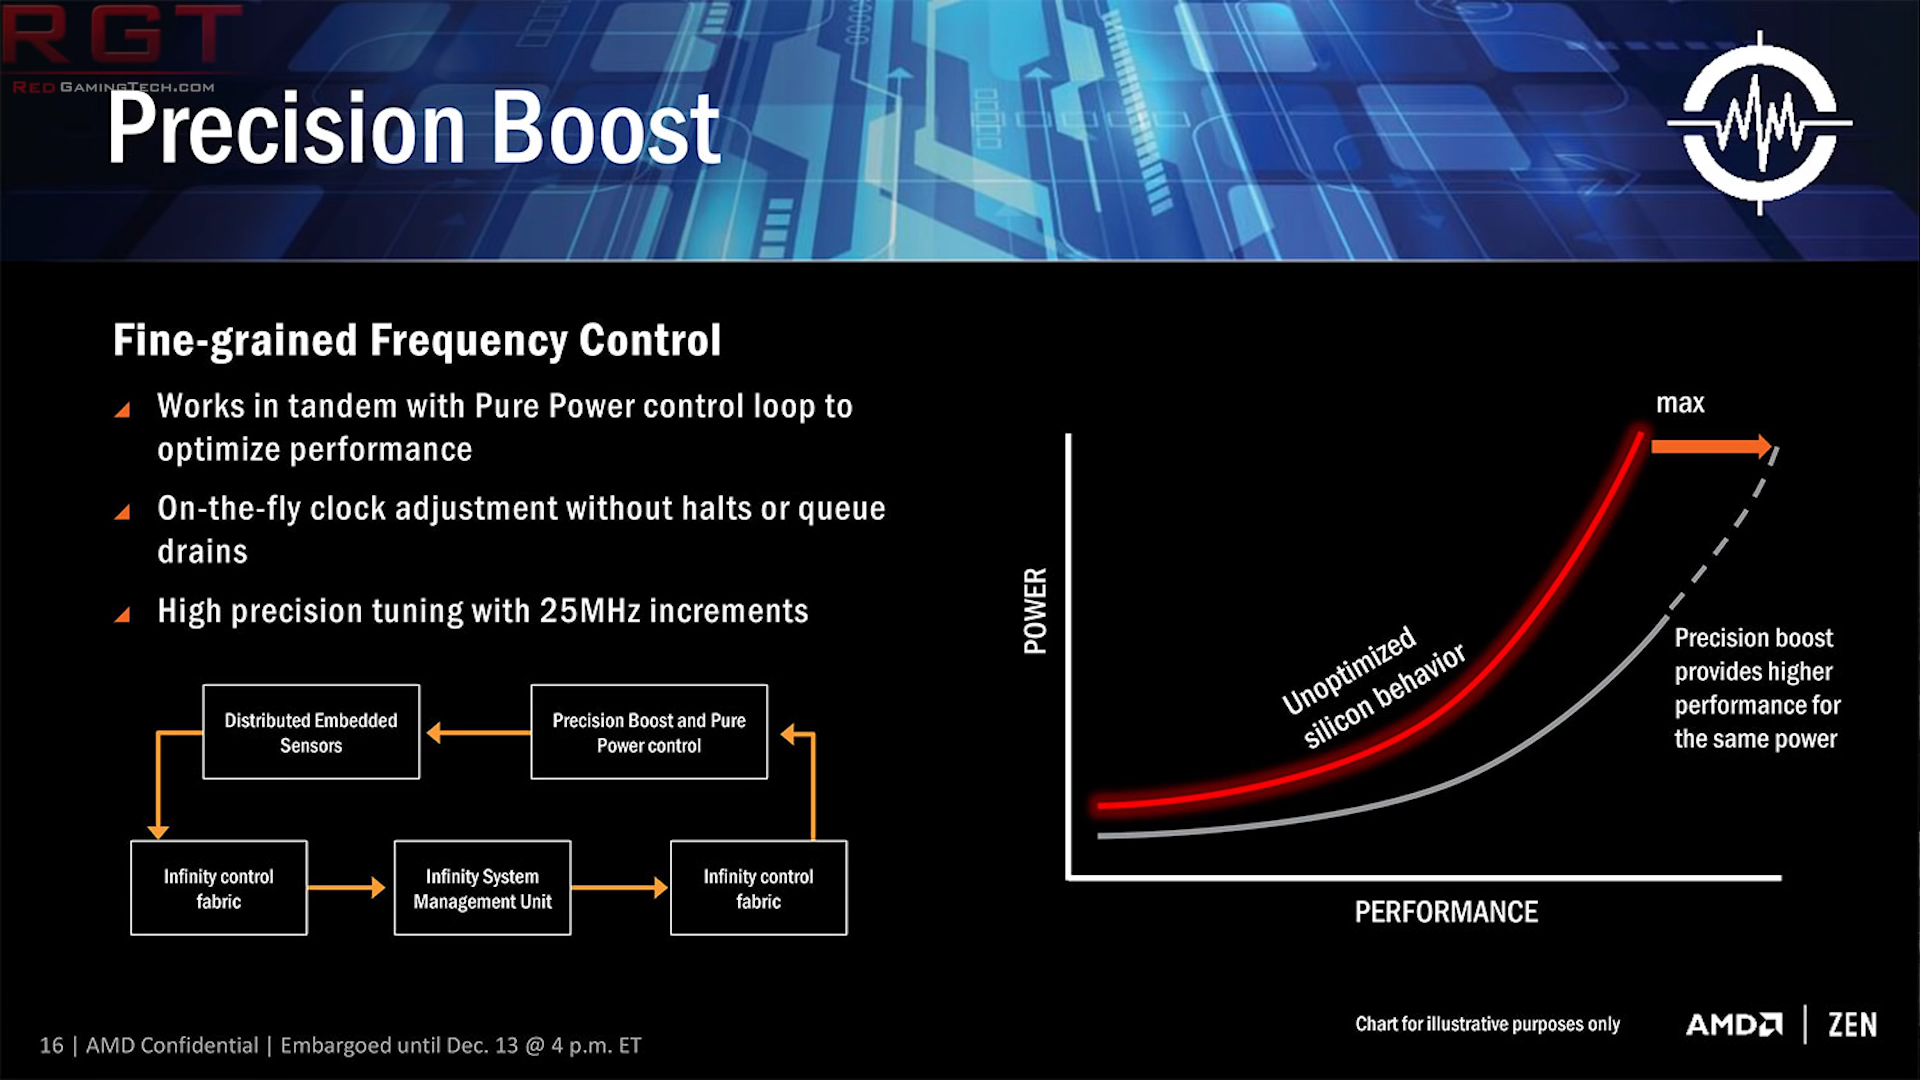 RGT
RedGamingTech.com
Precision Boost
Fine-grained Frequency Control
Works in tandem with Pure Power control loop to
optimize performance
On-the-fly clock adjustment without halts or queue
drains
High precision tuning with 25MHz increments
Distributed Embedded
Sensors
Precision Boost and Pure
Power control
Infinity control
fabric
Infinity System
Management Unit
Infinity control
fabric
max
POWER
Unoptimized
silicon behavior
Precision boost
provides higher
performance for
the same power
PERFORMANCE
Chart for illustrative purposes only
AMD | ZEN
16 | AMD Confidential | Embargoed until Dec. 13 @ 4 p.m. ET